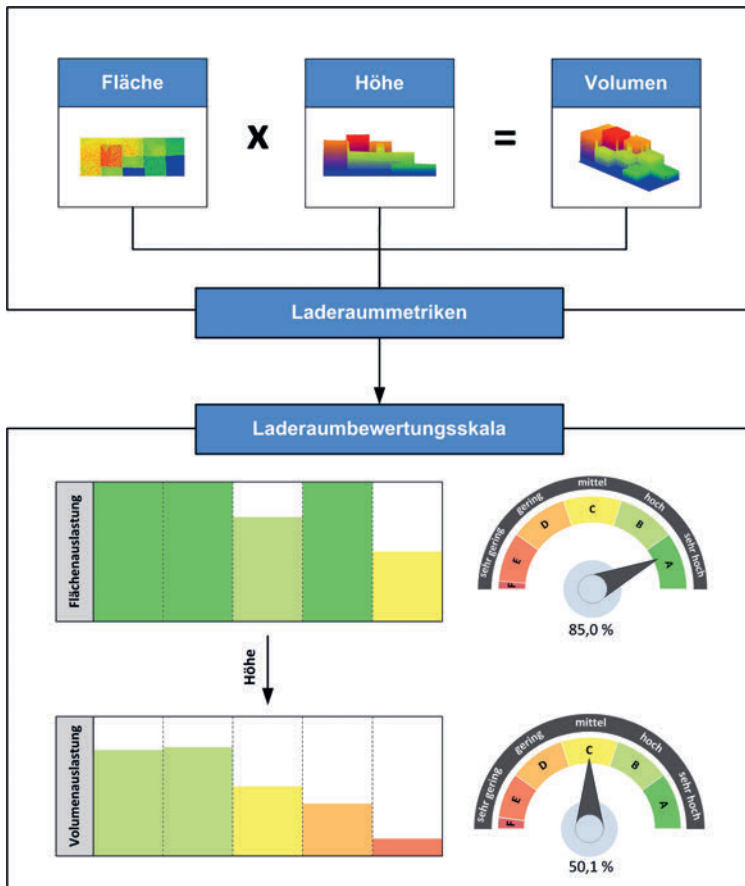 Fläche
Höhe
Volumen
x
=
Laderaummetriken
Laderaumbewertungsskala
Flächenauslastung
sehr gering
gering
mittel
hoch
sehr hoch
F
E
D
C
B
A
85,0 %
Höhe
Volumenauslastung
sehr gering
gering
mittel
hoch
sehr hoch
F
E
D
C
B
A
50,1 %